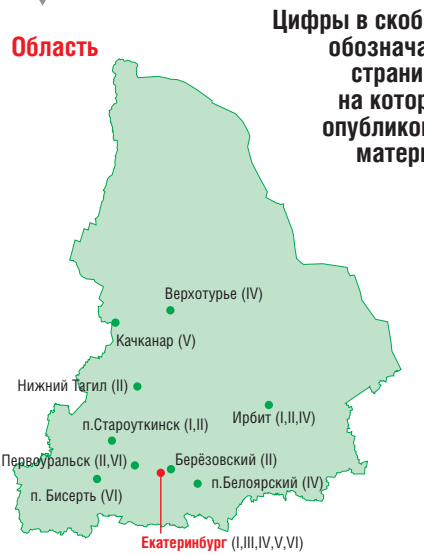 Цифры в скоб
Область
обознача
страни
на котор
опубликов
матери
Верхотурье (IV)
Качканар (V)
Нижний Тагил (II)
Ирбит (I,II,IV)
п.Староуткинск (I,II)
Первоуральск (II,VI)
Берёзовский (II)
п.Белоярский (IV)
п. Бисерть (VI)
Екатеринбург (I,III,IV,V,VI)